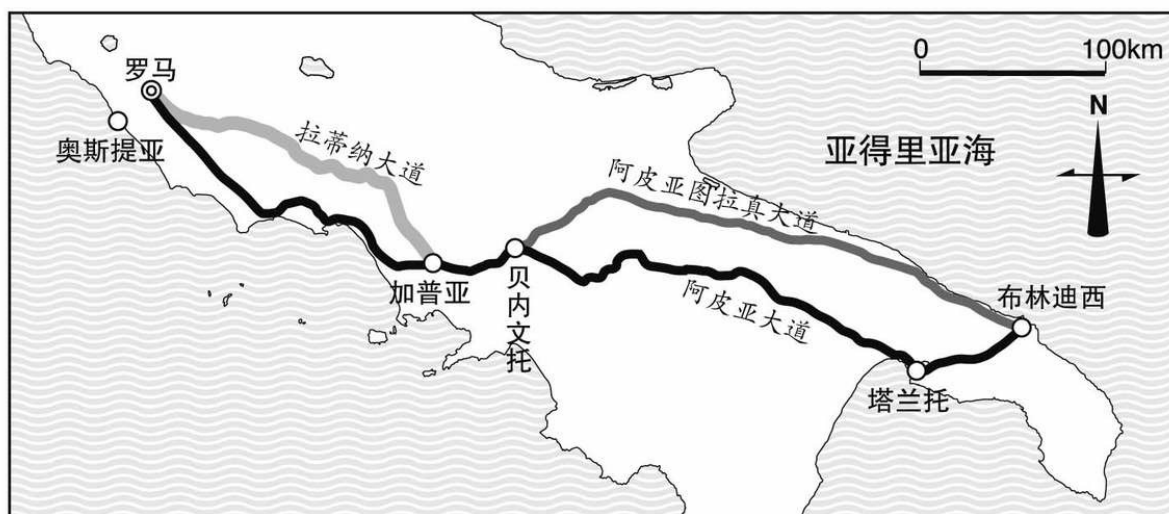 0
100km
罗马
N
奥斯提亚
拉蒂纳大道
亚得里亚海
阿皮亚图拉真大道
加普亚
贝内文托
阿皮亚大道
布林迪西
塔兰托